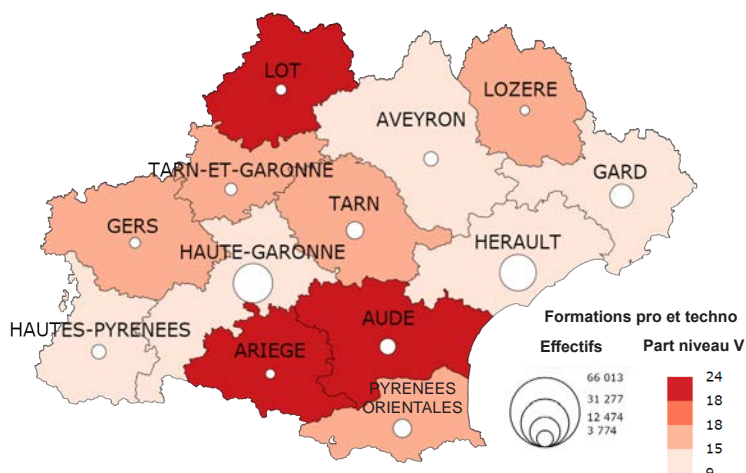 LOT
LOZERE
AVEYRON
TARN-ET-GARONNE
GARD
TARN
GERS
HERAULT
HAUTE-GARONNE
HAUTES-PYRENEES
AUDE
ARIEGE
PYRENEES
ORIENTALES
Formations pro et techno
Effectifs
66 013
31 277
12 474
3 774
Part niveau V
24
18
18
15
9